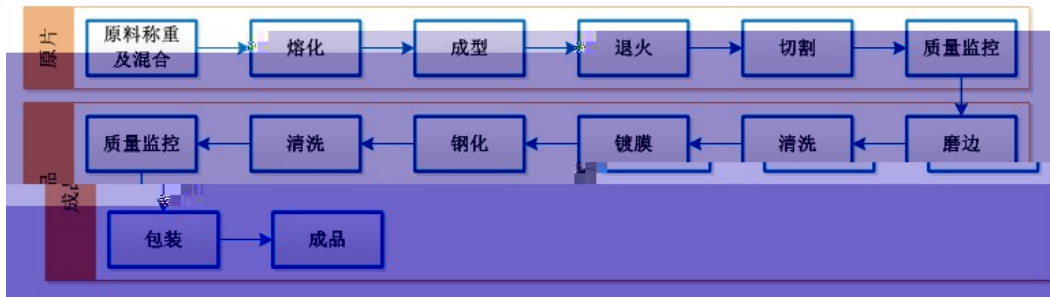 原片
原料称重
及混合
熔化
成型
退火
切割
质量监控
成品
质量监控
清洗
钢化
镀膜
清洗
磨边
包装
成品